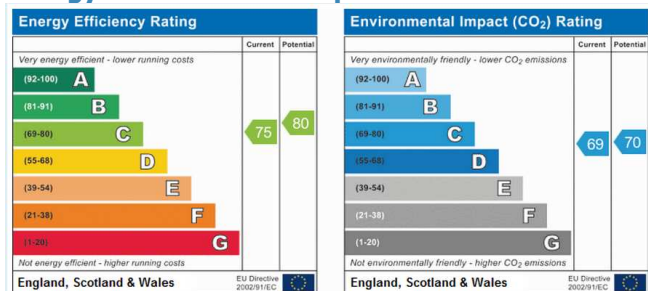 Energy Efficiency Rating
Current Potential
Very energy efficient - lower running costs
(92-100) A
(81-91) B
(69-80) C
(55-68) D
(39-54) E
(21-38) F
(1-20) G
75
80
Not energy efficient - higher running costs
England, Scotland & Wales
EU Directive
2002/91/EC
Environmental Impact (CO₂) Rating
Current Potential
Very environmentally friendly - lower CO₂ emissions
(92-100) A
(81-91) B
(69-80) C
(55-68) D
(39-54) E
(21-38) F
(1-20) G
69
70
Not environmentally friendly - higher CO₂ emissions
England, Scotland & Wales
EU Directive
2002/91/EC